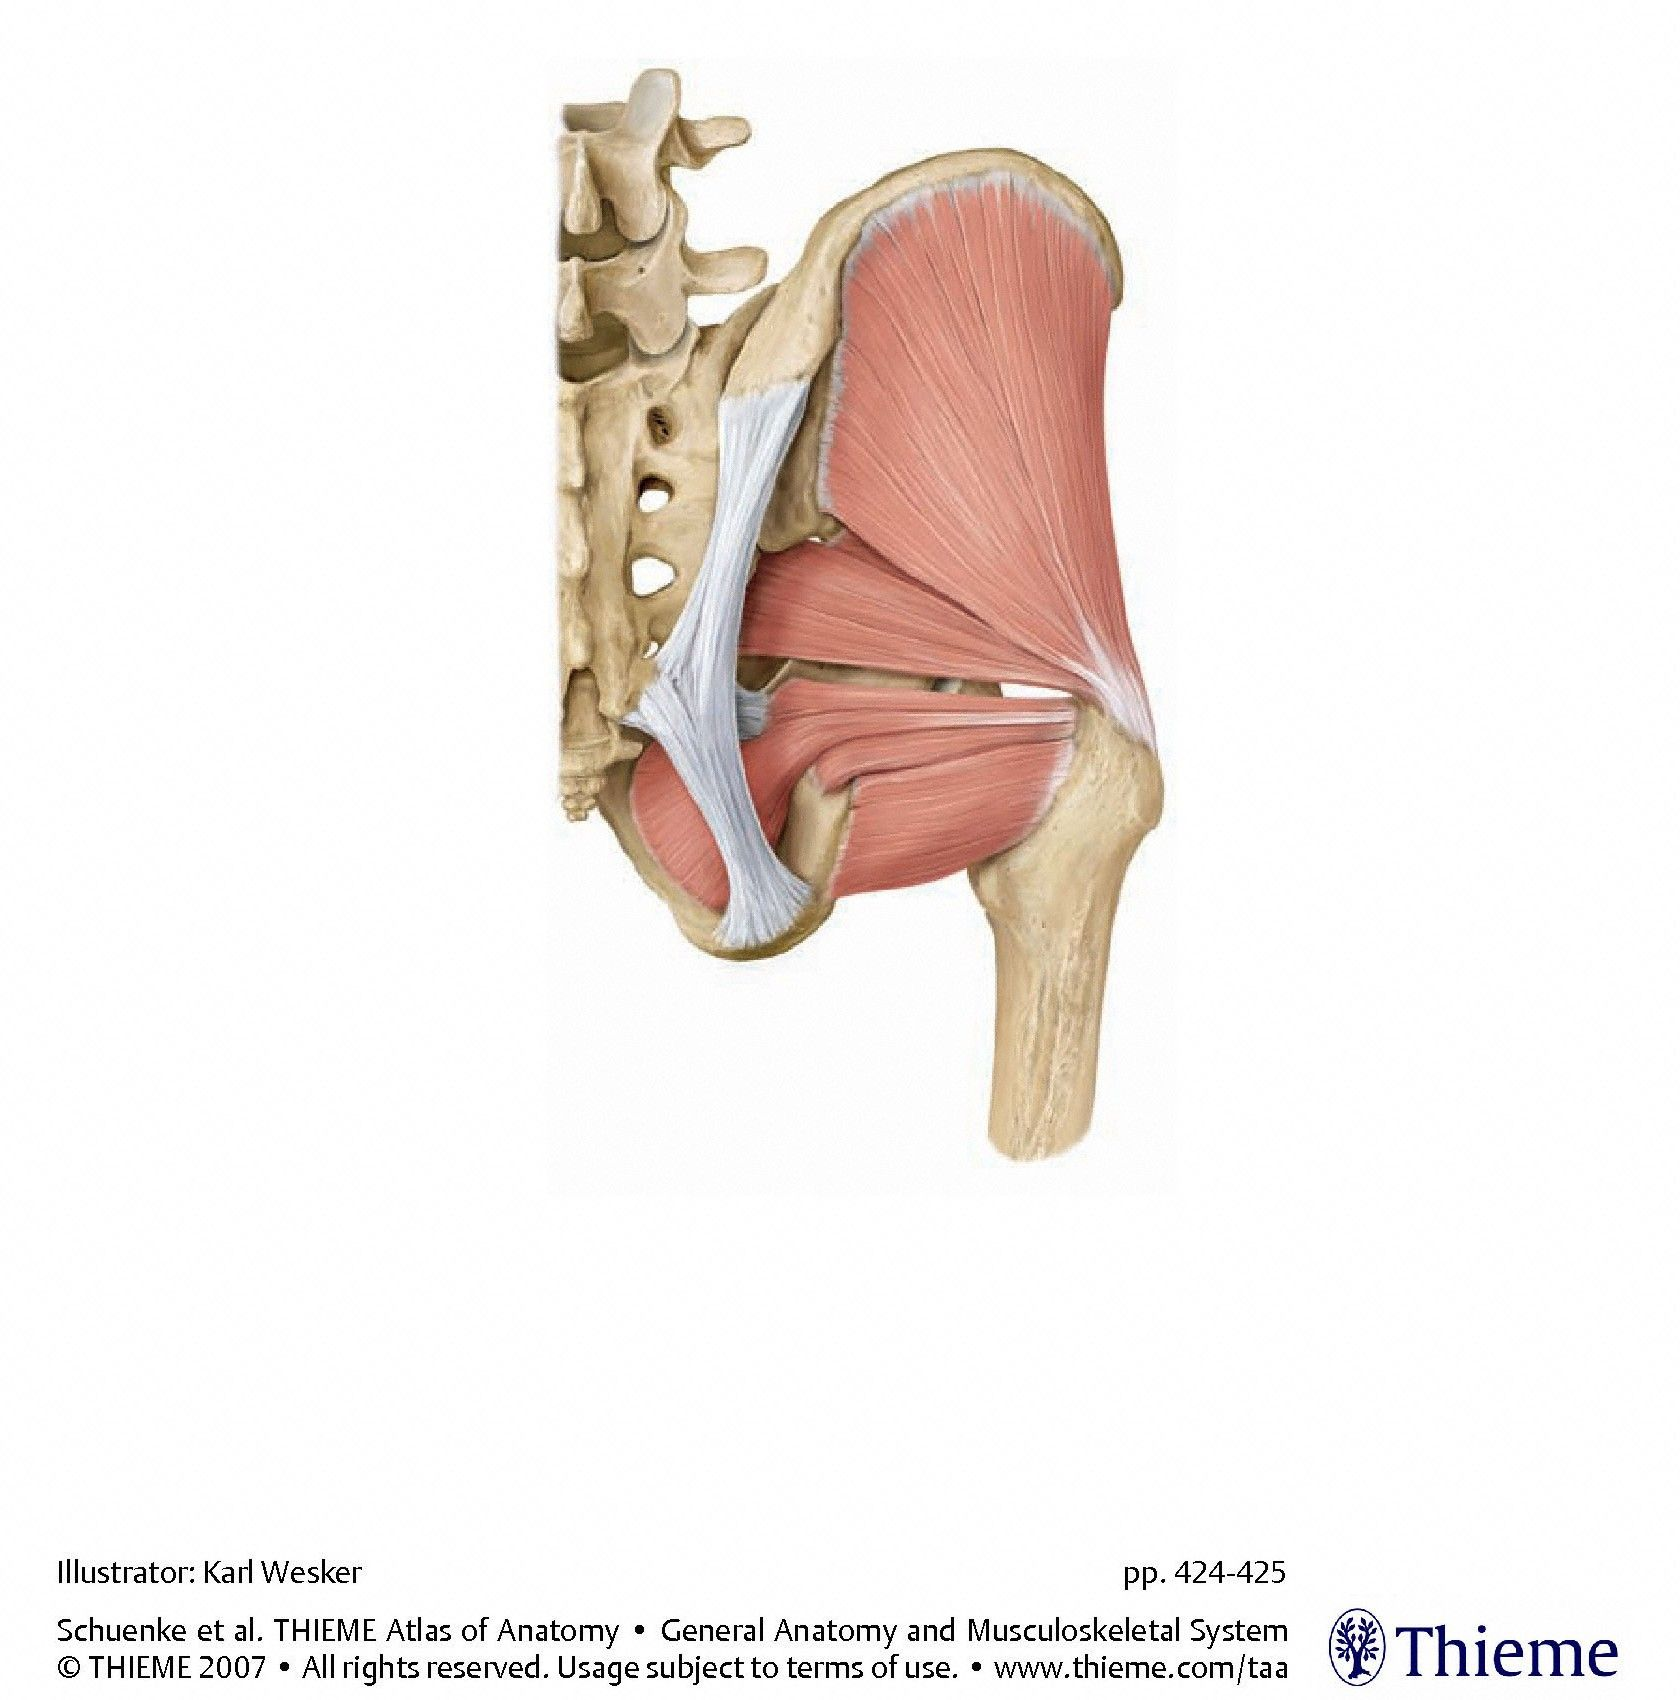 Illustrator: Karl Wesker
pp. 424-425
Schuenke et al. THIEME Atlas of Anatomy • General Anatomy and Musculoskeletal System
© THIEME 2007 • All rights reserved. Usage subject to terms of use. • www.thieme.com/taa
Thieme